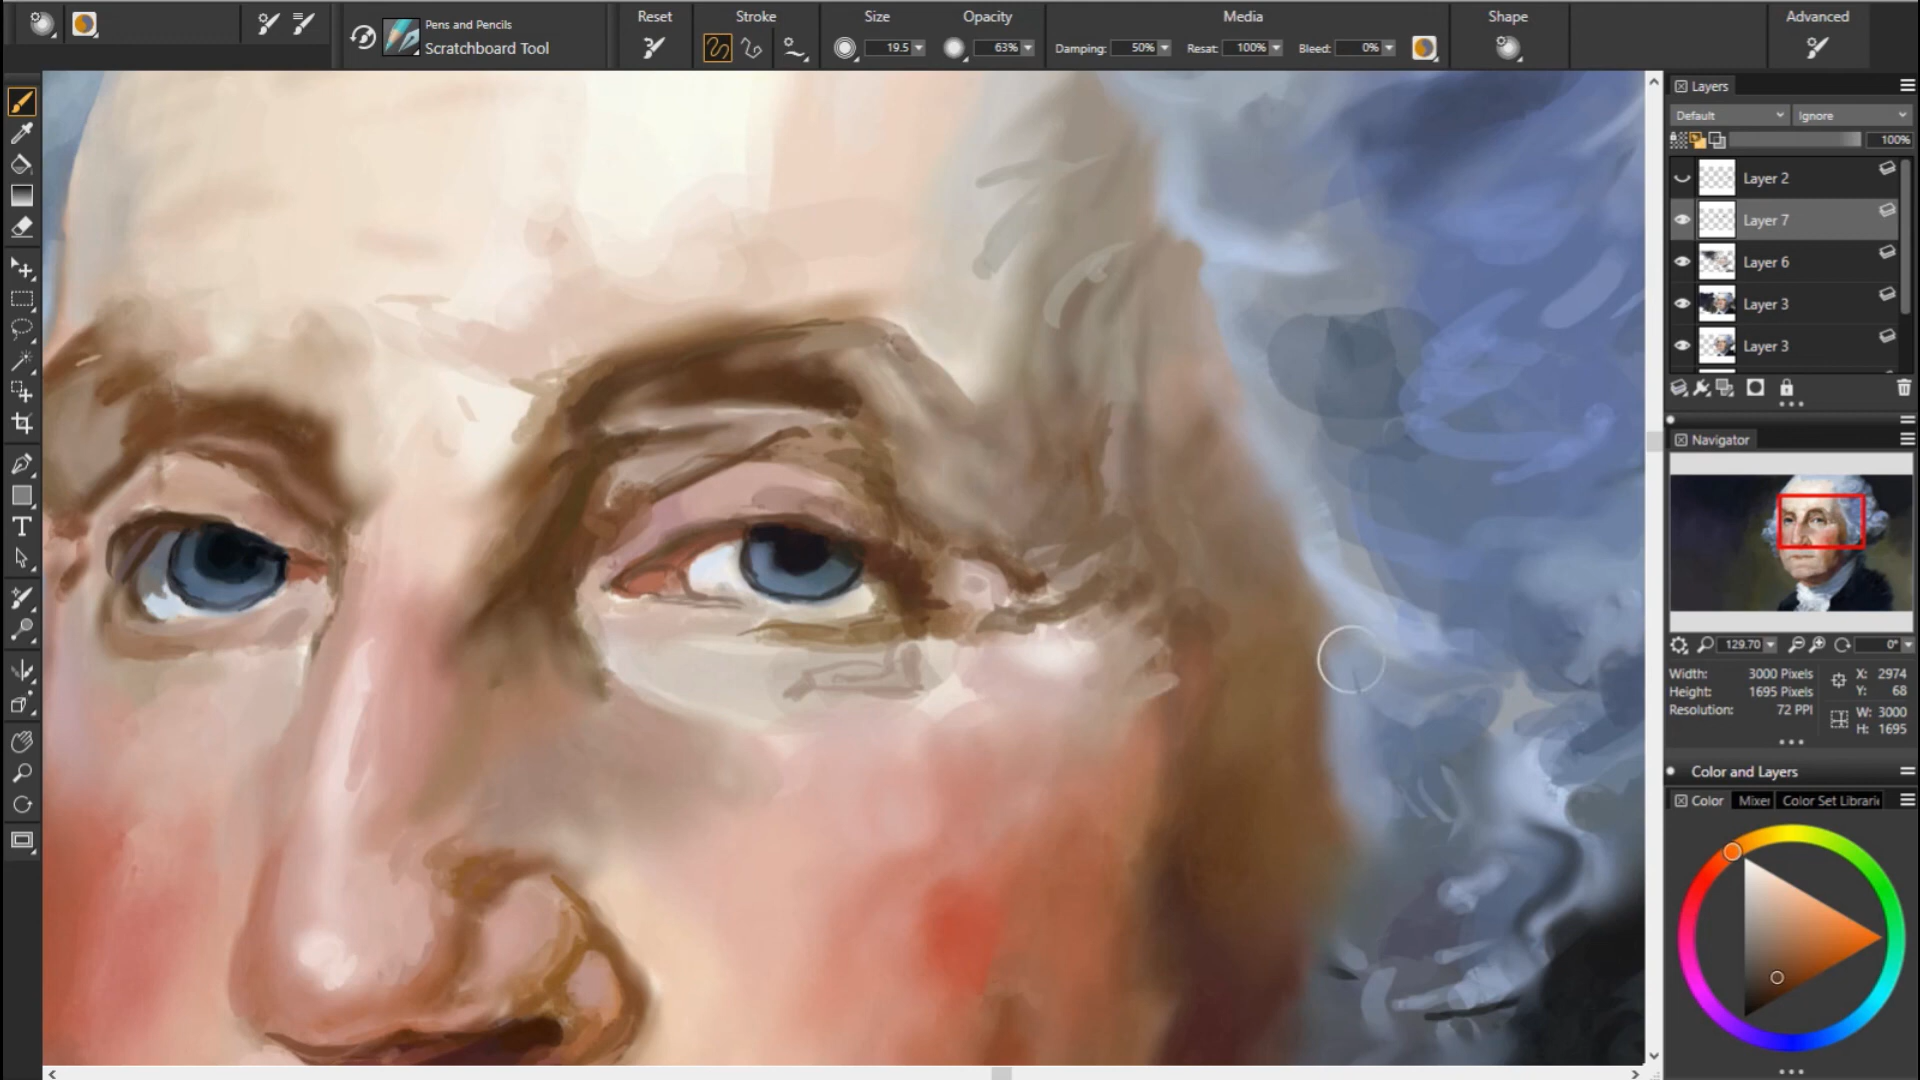 Reset
Stroke
Size
Opacity
Media
Shape
Advanced
Pens and Pencils
Scratchboard Tool
19.5
63%
Damping: 50%
Resat: 100%
Bleed: 0%
Layers
Default
Ignore
100%
Layer 2
Layer 7
Layer 6
Layer 3
Layer 3
Navigator
129.70
0°
Width: 3000 Pixels
Height: 1695 Pixels
Resolution: 72 PPI
X: 2974
Y: 68
W: 3000
H: 1695
Color and Layers
Color
Mixer
Color Set Librari
T